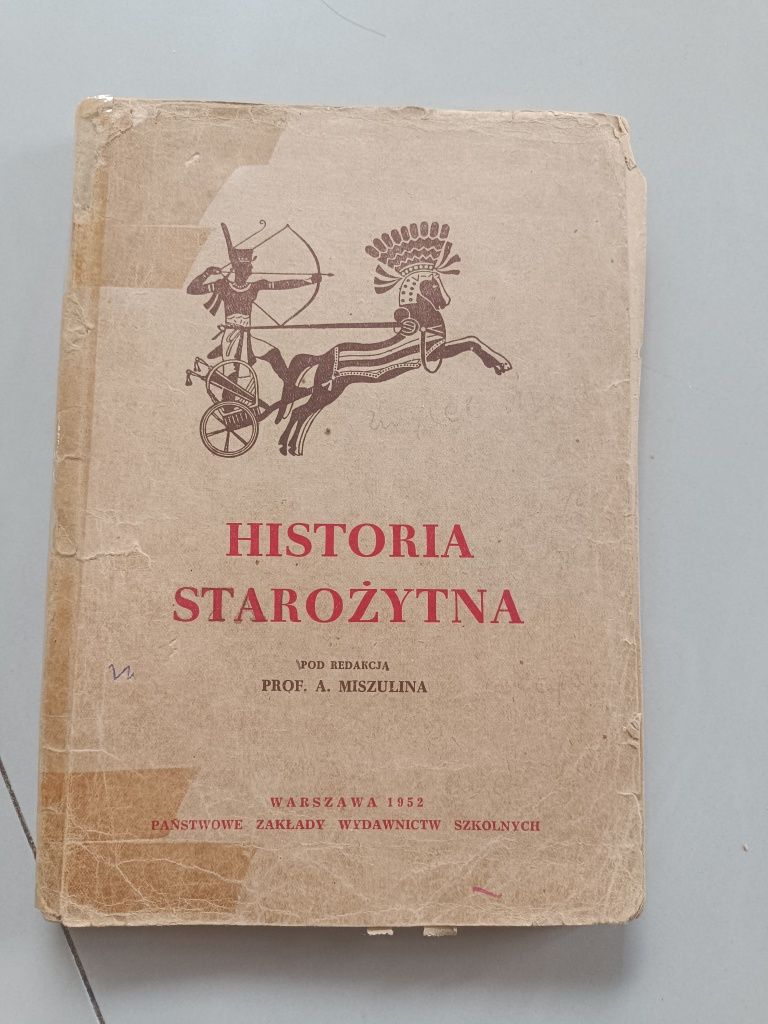 HISTORIA
STAROŻYTNA
POD REDAKCJĄ
PROF. A. MISZULINA
WARSZAWA 1952
PAŃSTWOWE ZAKŁADY WYDAWNICTW SZKOLNYCH